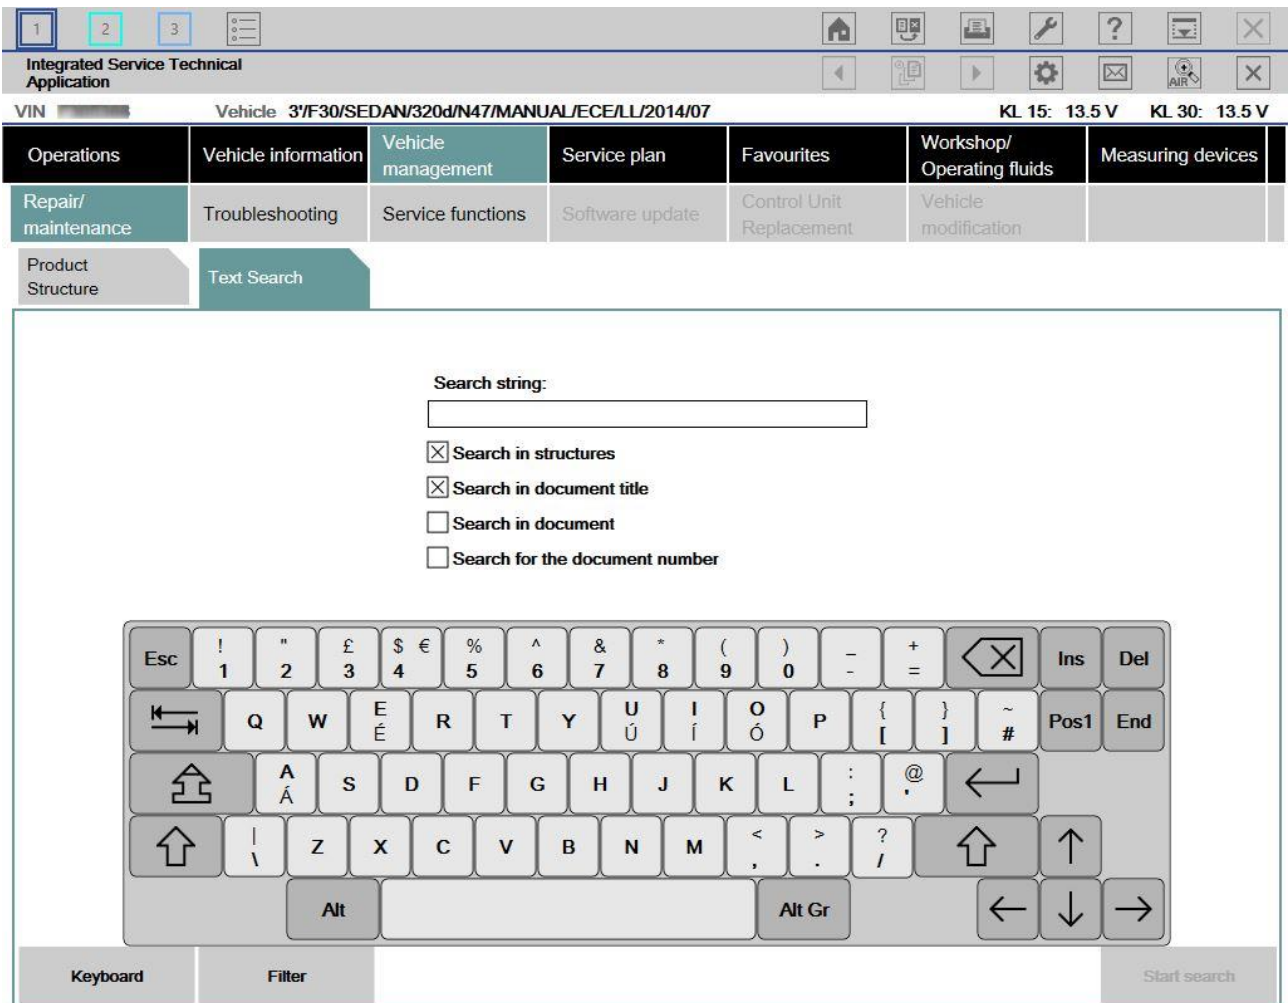 1 2 3
Integrated Service Technical
Application
AIR
VIN Vehicle 3'/F30/SEDAN/320d/N47/MANUAL/ECE/LL/2014/07 KL 15: 13.5 V KL 30: 13.5 V
Operations
Vehicle information
Vehicle
management
Service plan
Favourites
Workshop/
Operating fluids
Measuring devices
Repair/
maintenance
Troubleshooting
Service functions
Software update
Control Unit
Replacement
Vehicle
modification
Product
Structure
Text Search
Search string:
Search in structures
Search in document title
Search in document
Search for the document number
! " £ $ € % ^ & * ( ) _ +
Esc 1 2 3 4 5 6 7 8 9 0 - = Ins Del
Q W E R T Y U I O P { } ~ Pos1 End
É Ú Í Ó [ ] #
A S D F G H J K L : @
Á ; '
| Z X C V B N M < > ?
\ , . /
Alt Alt Gr
Keyboard Filter Start search